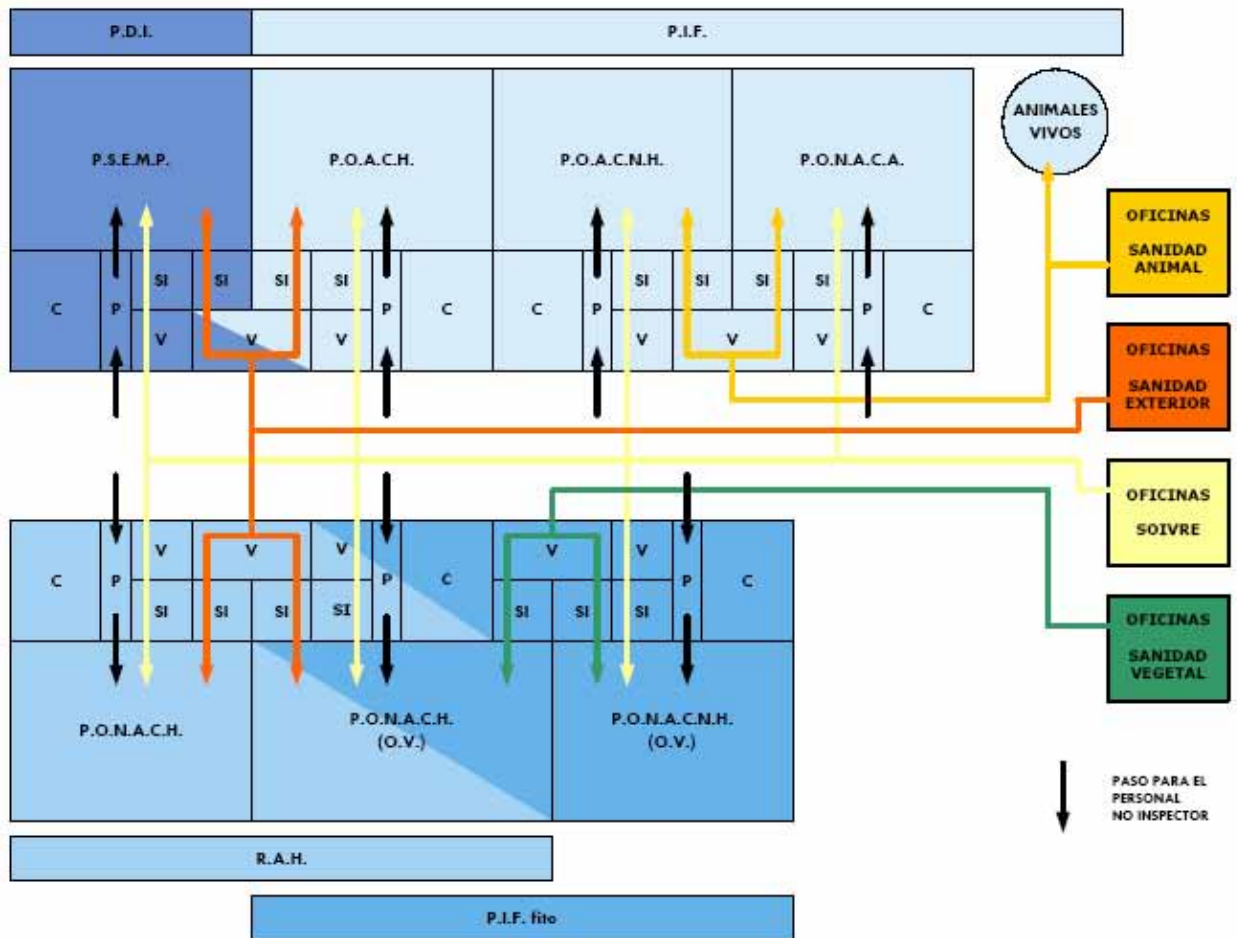 P.D.I.
P.I.F.
P.S.E.M.P.
P.O.A.C.H.
P.O.A.C.N.H.
P.O.N.A.C.A.
ANIMALES
VIVOS
C P SI SI SI SI P C C P SI SI SI SI P C
V V V V V V
OFICINAS
SANIDAD
ANIMAL
OFICINAS
SANIDAD
EXTERIOR
OFICINAS
SOIVRE
OFICINAS
SANIDAD
VEGETAL
C P V V V P C V V P C
SI SI SI SI SI SI SI
P.O.N.A.C.H.
P.O.N.A.C.H.
(O.V.)
P.O.N.A.C.N.H.
(O.V.)
PASO PARA EL
PERSONAL
NO INSPECTOR
R.A.H.
P.I.F. fito